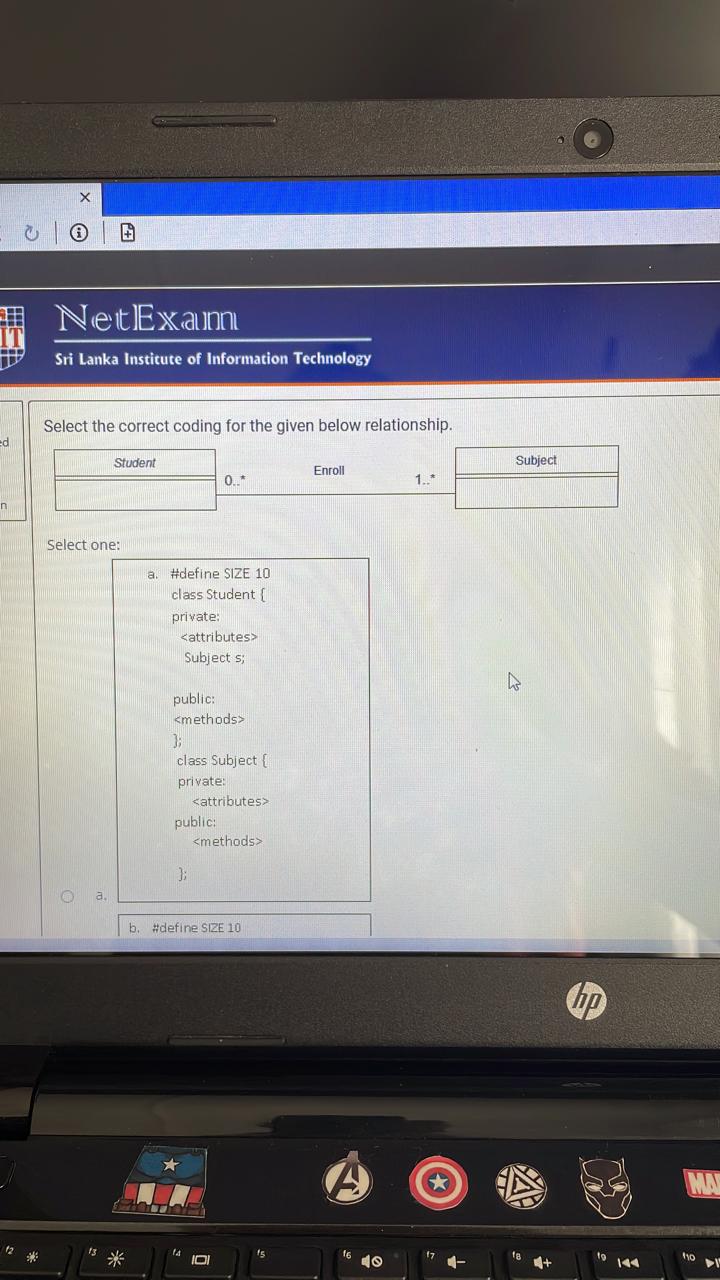 NetExam
IT
Sri Lanka Institute of Information Technology
ed
n
Select the correct coding for the given below relationship.
Student
Subject
0..*
Enroll
1..*
Select one:
a. #define SIZE 10
class Student {
private:
<attributes>
Subject s;
public:
<methods>
};
class Subject {
private:
<attributes>
public:
<methods>
};
a.
b. #define SIZE 10
hp
f2
f3
f4
f5
f6
f7
f8
f9
f10